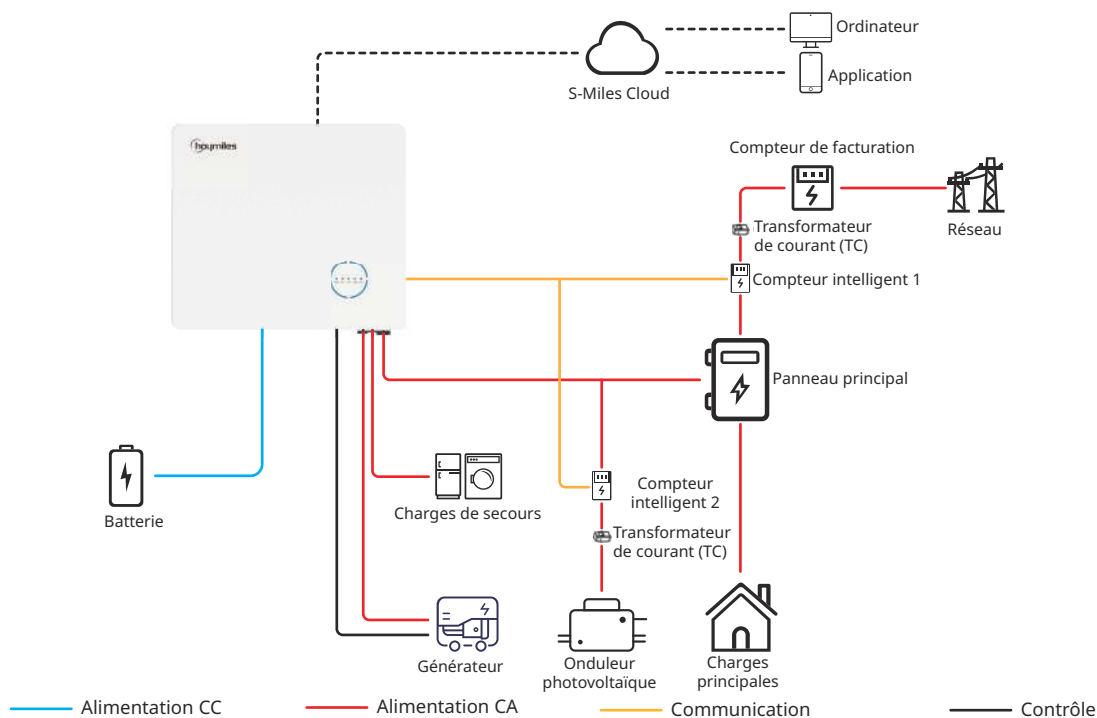 Ordinateur
Application
S-Miles Cloud
hoymiles
Compteur de facturation
Réseau
Transformateur
de courant (TC)
Compteur intelligent 1
Panneau principal
Batterie
Charges de secours
Compteur
intelligent 2
Transformateur
de courant (TC)
Générateur
Onduleur
photovoltaïque
Charges
principales
Alimentation CC
Alimentation CA
Communication
Contrôle